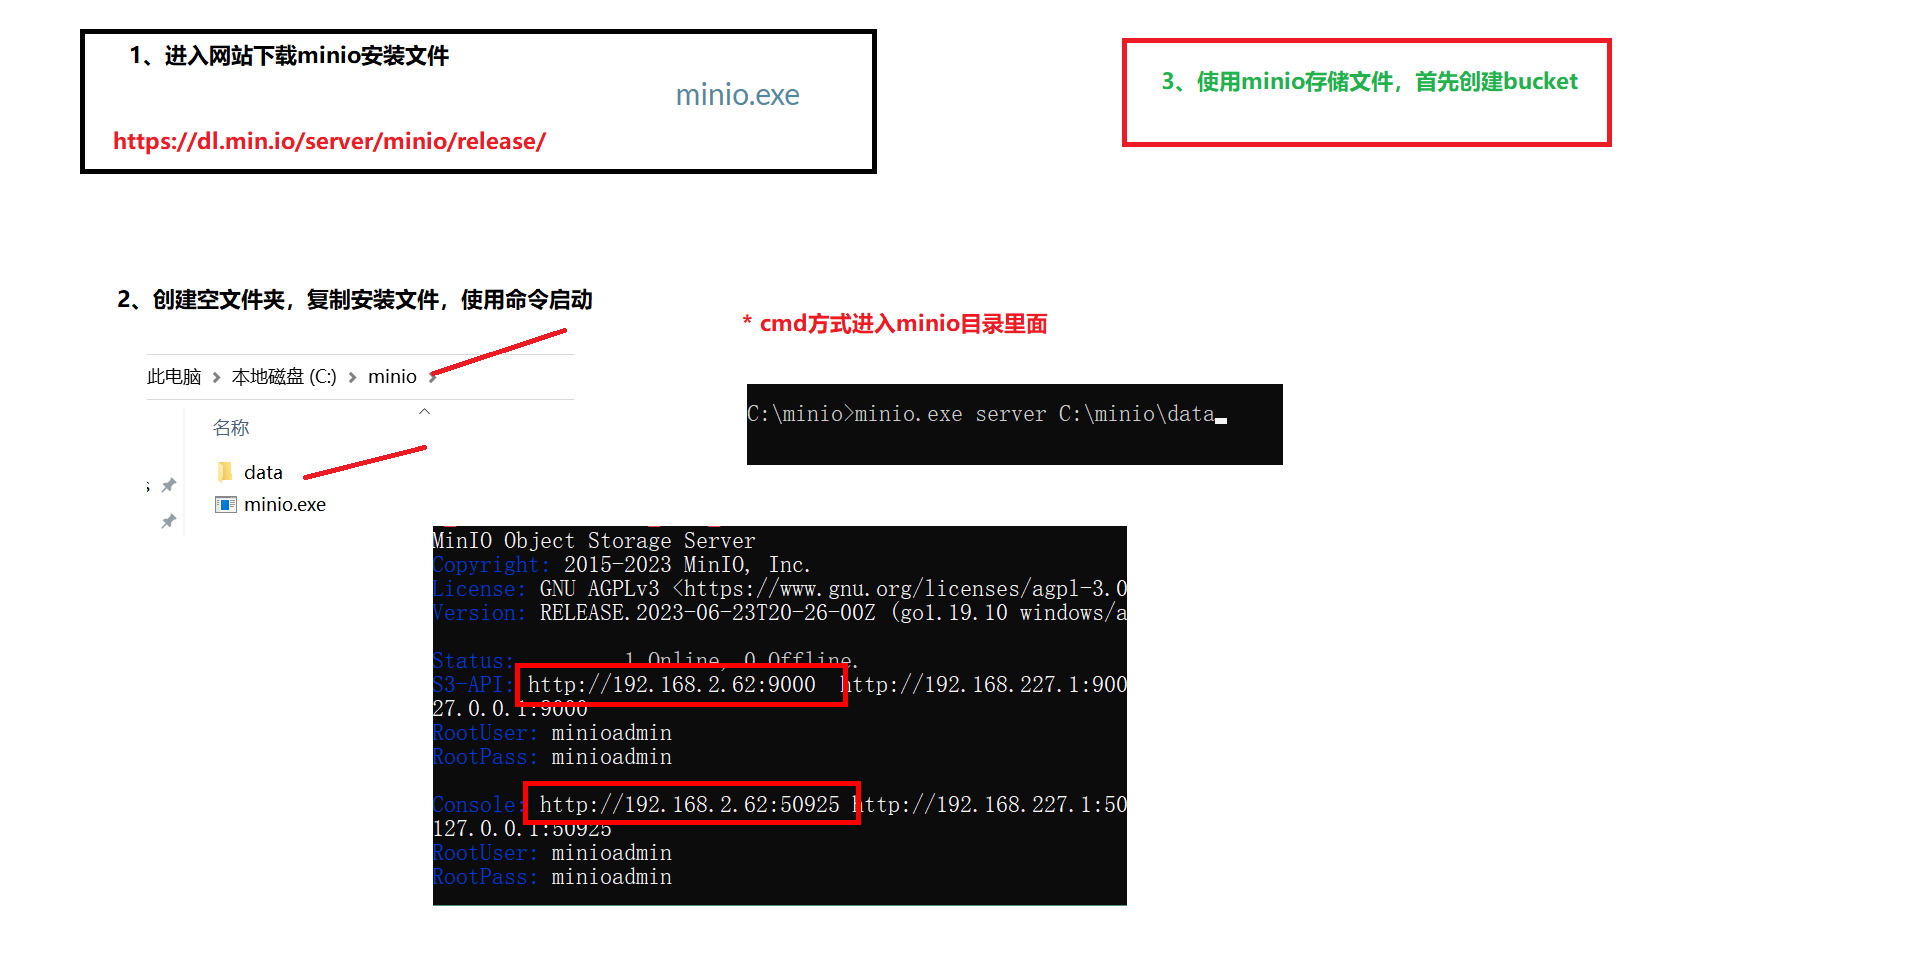 1、进入网站下载minio安装文件
minio.exe
https://dl.min.io/server/minio/release/
3、使用minio存储文件，首先创建bucket
2、创建空文件夹，复制安装文件，使用命令启动
* cmd方式进入minio目录里面
此电脑 > 本地磁盘 (C:) > minio >
名称
data
s
minio.exe
C:\minio>minio.exe server C:\minio\data
MinIO Object Storage Server
Copyright: 2015-2023 MinIO, Inc.
License: GNU AGPLv3 <https://www.gnu.org/licenses/agpl-3.0
Version: RELEASE.2023-06-23T20-26-00Z (go1.19.10 windows/a
Status: 1 Online, 0 Offline.
S3-API: http://192.168.2.62:9000 http://192.168.227.1:900
27.0.0.1:9000
RootUser: minioadmin
RootPass: minioadmin
Console: http://192.168.2.62:50925 http://192.168.227.1:50
127.0.0.1:50925
RootUser: minioadmin
RootPass: minioadmin